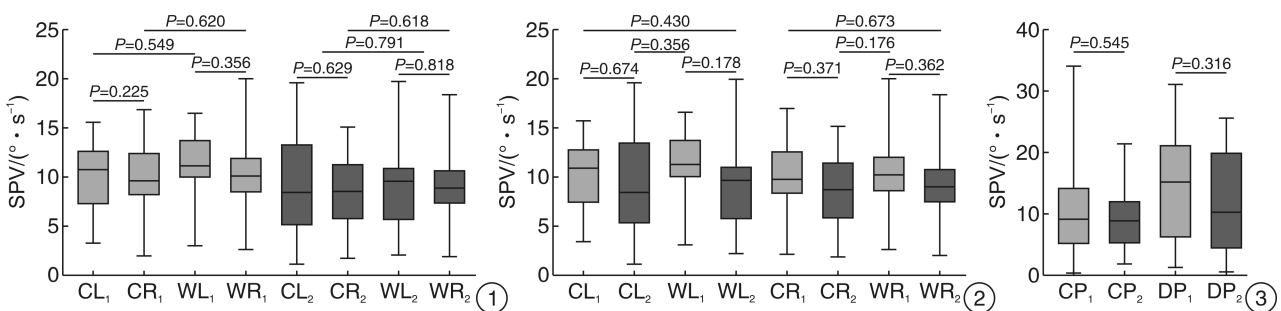 25
20
15
10
5
0
SPV/(° • s⁻¹)
P=0.620
P=0.618
P=0.549
P=0.791
P=0.356
P=0.629
P=0.818
P=0.225
CL₁ CR₁ WL₁ WR₁ CL₂ CR₂ WL₂ WR₂
①
25
20
15
10
5
0
SPV/(° • s⁻¹)
P=0.430
P=0.673
P=0.356
P=0.176
P=0.674
P=0.178
P=0.371
P=0.362
CL₁ CL₂ WL₁ WL₂ CR₁ CR₂ WR₁ WR₂
②
40
30
20
10
0
SPV/(° • s⁻¹)
P=0.545
P=0.316
CP₁ CP₂ DP₁ DP₂
③